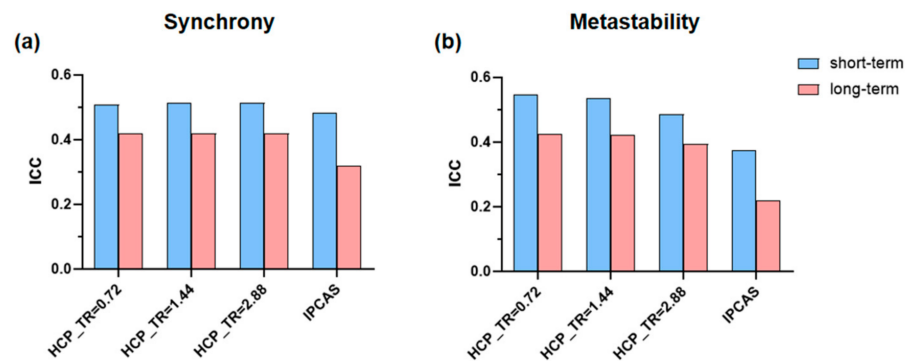 Synchrony
(a)
ICC
0.6
0.4
0.2
0.0
HCP_TR=0.72
HCP_TR=1.44
HCP_TR=2.88
IPCAS
Metastability
(b)
ICC
0.6
0.4
0.2
0.0
HCP_TR=0.72
HCP_TR=1.44
HCP_TR=2.88
IPCAS
short-term
long-term